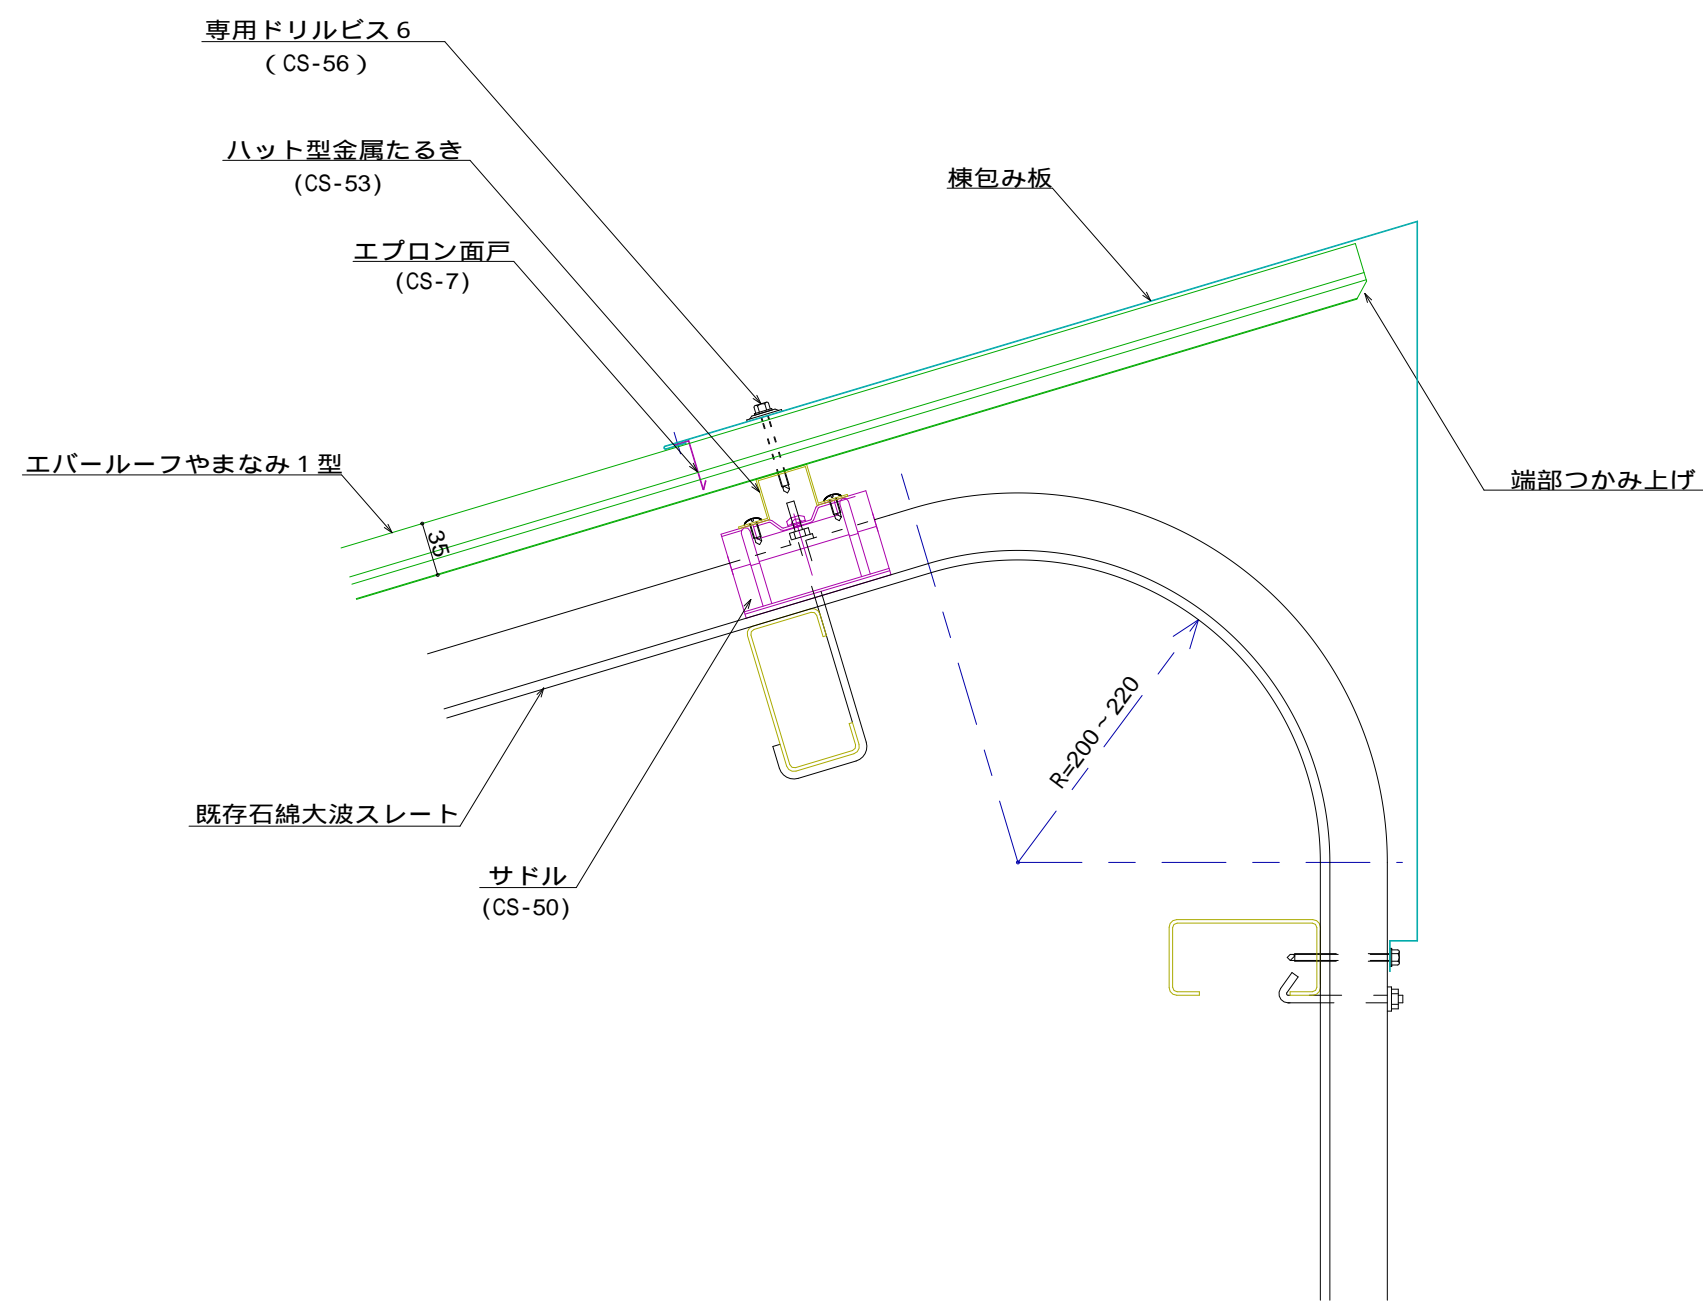 専用ドリルビス６
( CS-56 )
ハット型金属たるき
(CS-53)
棟包み板
エプロン面戸
(CS-7)
エバールーフやまなみ１型
端部つかみ上げ
35
R=200～220
既存石綿大波スレート
サドル
(CS-50)